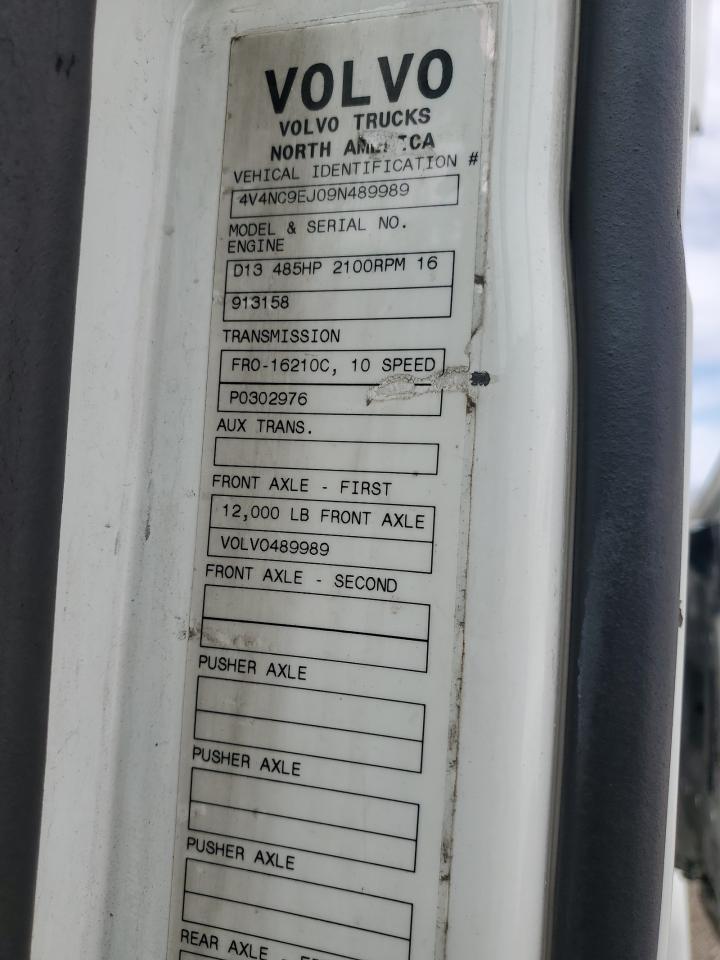 VOLVO
VOLVO TRUCKS
NORTH AMERICA
VEHICAL IDENTIFICATION #
4V4NC9EJ09N489989
MODEL & SERIAL NO.
ENGINE
D13 485HP 2100RPM 16
913158
TRANSMISSION
FRO-16210C, 10 SPEED
P0302976
AUX TRANS.
FRONT AXLE - FIRST
12,000 LB FRONT AXLE
VOLVO489989
FRONT AXLE - SECOND
PUSHER AXLE
PUSHER AXLE
PUSHER AXLE
REAR AXLE -